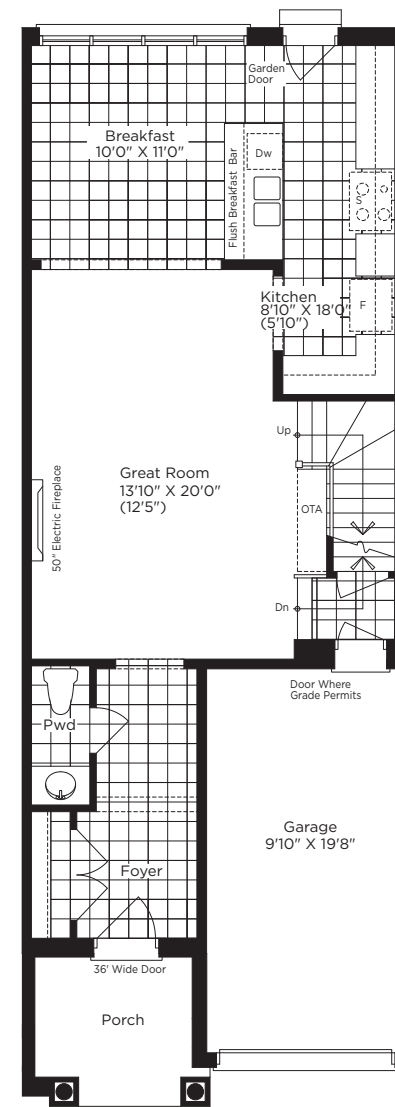 Garden
Door
Breakfast
10'0" X 11'0"
Flush Breakfast Bar
Dw
S
Kitchen
8'10" X 18'0"
(5'10")
F
Up
Great Room
13'10" X 20'0"
(12'5")
50" Electric Fireplace
OTA
Dn
Door Where
Grade Permits
Pwd
Garage
9'10" X 19'8"
Foyer
36' Wide Door
Porch